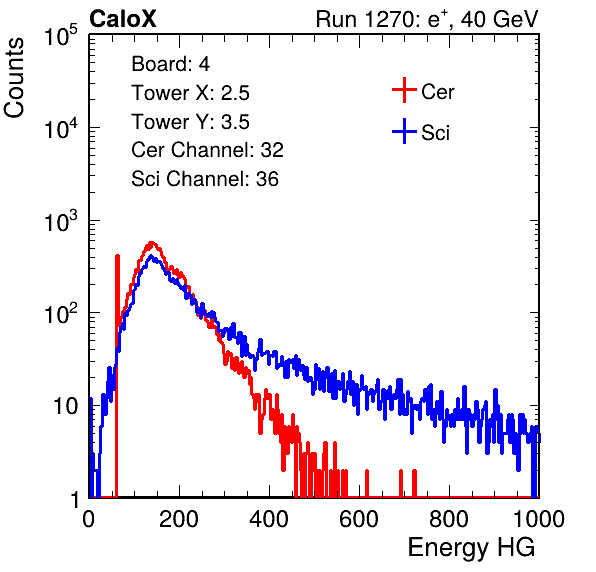 CaloX Run 1270: e⁺, 40 GeV
Counts
Board: 4
Tower X: 2.5
Tower Y: 3.5
Cer Channel: 32
Sci Channel: 36
Cer
Sci
10⁵
10⁴
10³
10²
10
1
0 200 400 600 800 1000
Energy HG